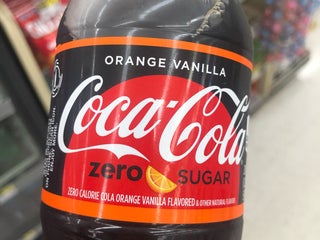 ORANGE VANILLA
Coca-Cola
zero SUGAR
ZERO CALORIE COLA ORANGE VANILLA FLAVORED & OTHER NATURAL FLAVORS